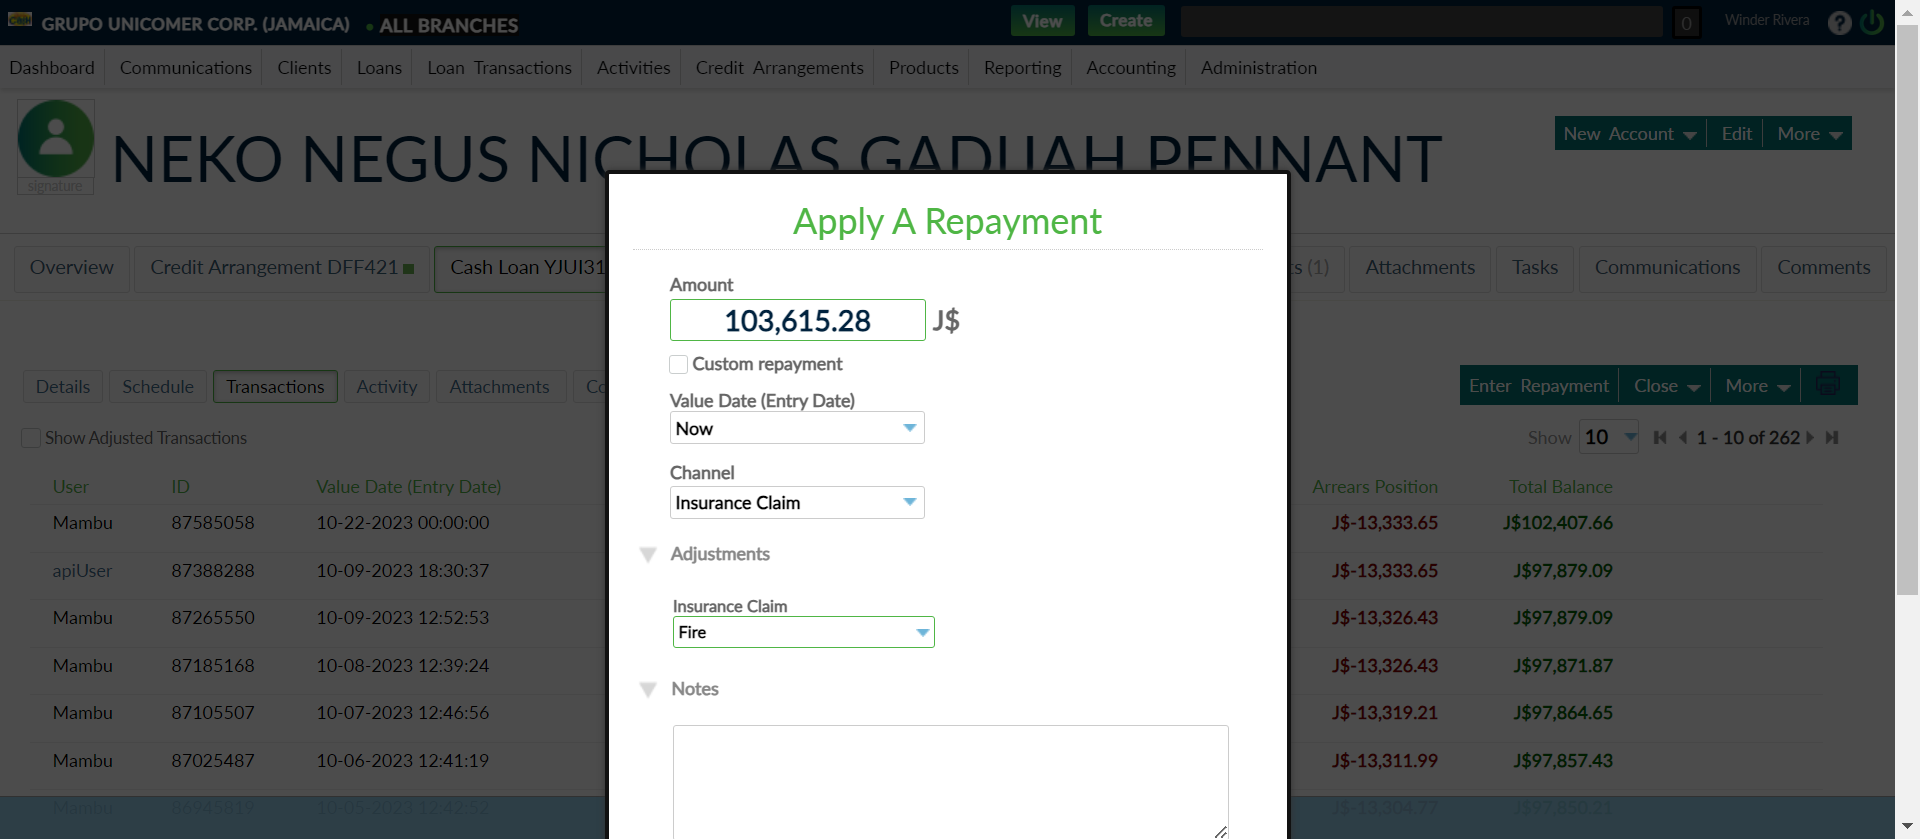 GRUPO UNICOMER CORP. (JAMAICA) ALL BRANCHES View Create 0 Winder Rivera ?
Dashboard Communications Clients Loans Loan Transactions Activities Credit Arrangements Products Reporting Accounting Administration
signature
NEKO NEGUS NICHOLAS GADUAH PENNANT
New Account Edit More
Apply A Repayment
Overview Credit Arrangement DFF421 Cash Loan YJUI31 (1) Attachments Tasks Communications Comments
Amount
103,615.28 J$
Custom repayment
Details Schedule Transactions Activity Attachments Enter Repayment Close More
Value Date (Entry Date)
Now
Show Adjusted Transactions Show 10 1 - 10 of 262
Channel
Insurance Claim
User ID Value Date (Entry Date) Arrears Position Total Balance
Mambu 87585058 10-22-2023 00:00:00 J$-13,333.65 J$102,407.66
Adjustments
apiUser 87388288 10-09-2023 18:30:37 J$-13,333.65 J$97,879.09
Insurance Claim
Mambu 87265550 10-09-2023 12:52:53 J$-13,326.43 J$97,879.09
Fire
Mambu 87185168 10-08-2023 12:39:24 J$-13,326.43 J$97,871.87
Notes
Mambu 87105507 10-07-2023 12:46:56 J$-13,319.21 J$97,864.65
Mambu 87025487 10-06-2023 12:41:19 J$-13,311.99 J$97,857.43
Mambu 86945819 10-05-2023 12:42:52 J$-13,304.77 J$97,850.21